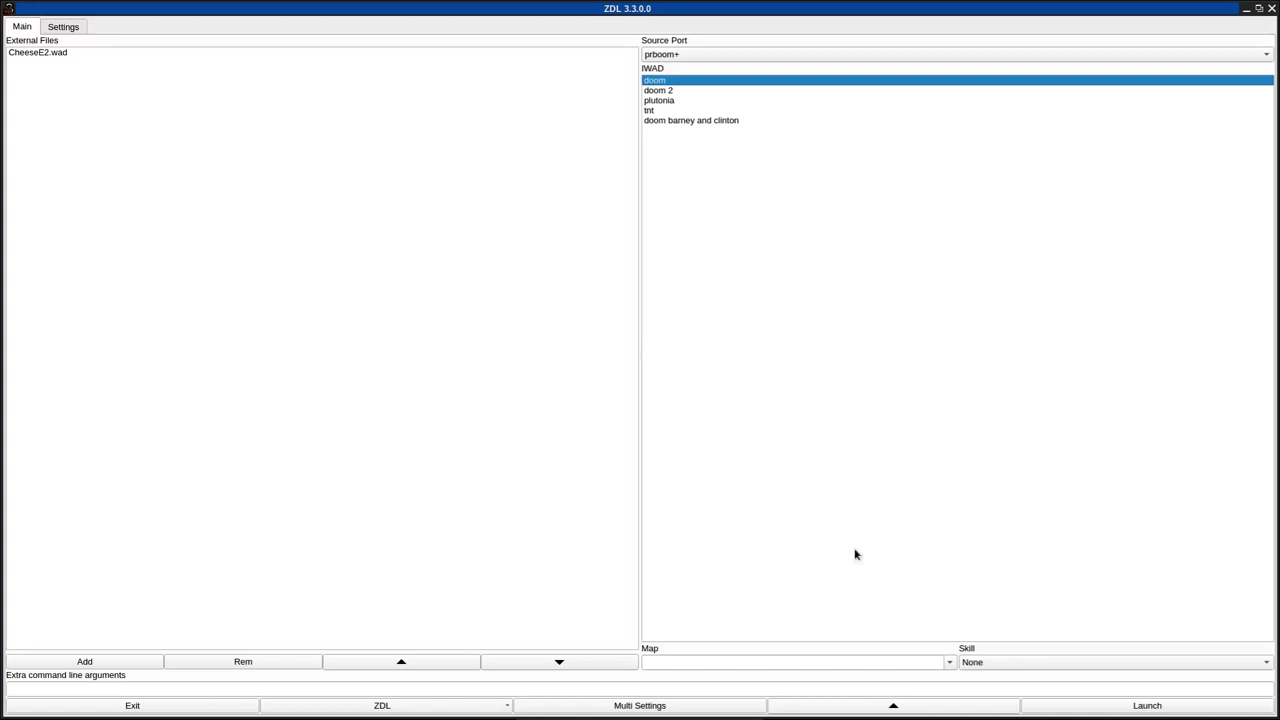 ZDL 3.3.0.0
Main
Settings
External Files
CheeseE2.wad
Source Port
prboom+
IWAD
doom
doom 2
plutonia
tnt
doom barney and clinton
Map
Skill
None
Add
Rem
Extra command line arguments
Exit
ZDL
Multi Settings
Launch